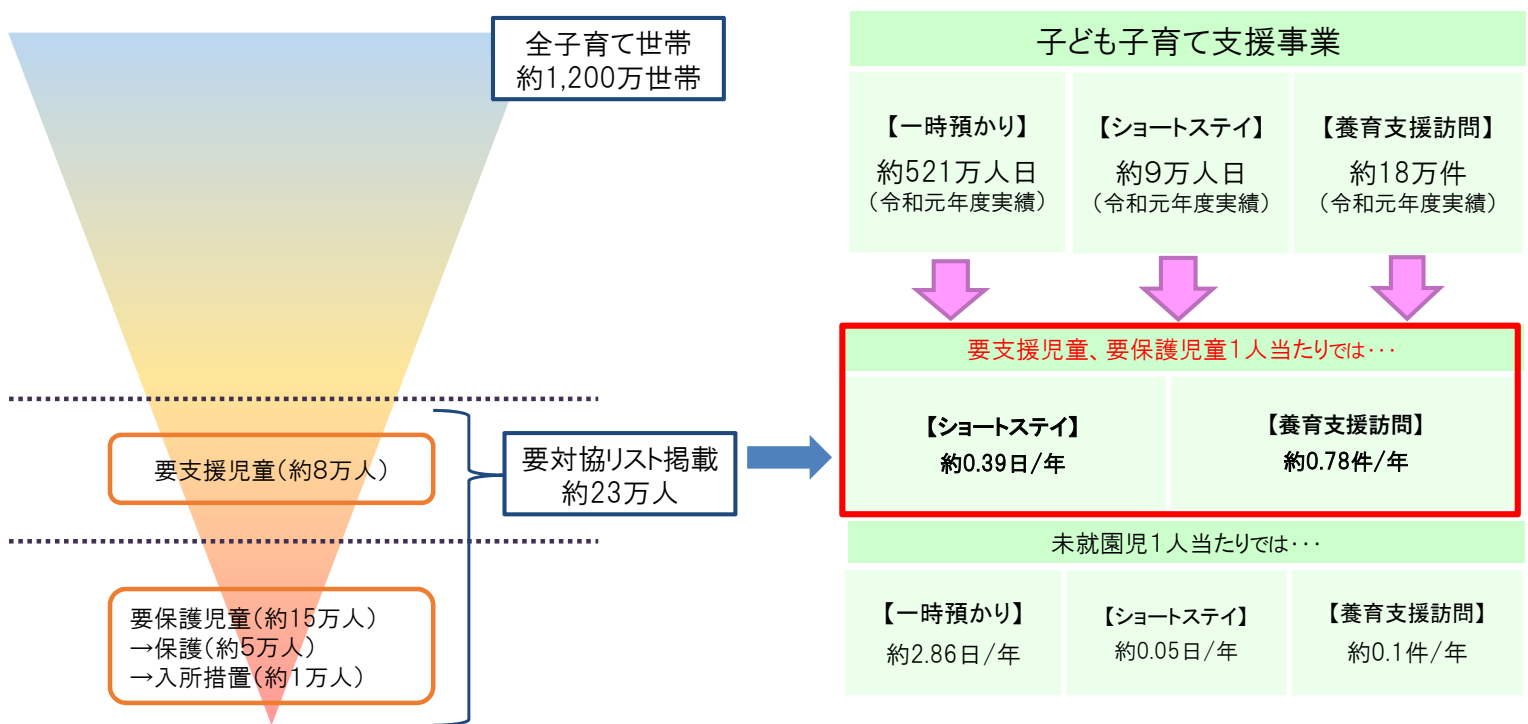 全子育て世帯
約1,200万世帯
要支援児童(約8万人)
要保護児童(約15万人)
→保護(約5万人)
→入所措置(約1万人)
要対協リスト掲載
約23万人
子ども子育て支援事業
【一時預かり】
約521万人日
(令和元年度実績)
【ショートステイ】
約9万人日
(令和元年度実績)
【養育支援訪問】
約18万件
(令和元年度実績)
要支援児童、要保護児童1人当たりでは・・・
【ショートステイ】
約0.39日/年
【養育支援訪問】
約0.78件/年
未就園児1人当たりでは・・・
【一時預かり】
約2.86日/年
【ショートステイ】
約0.05日/年
【養育支援訪問】
約0.1件/年